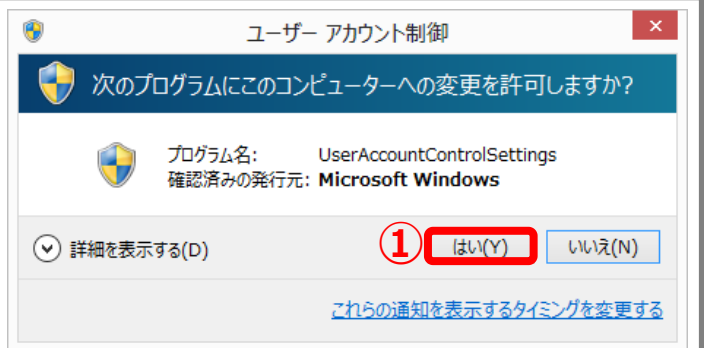 ユーザー アカウント制御
次のプログラムにこのコンピューターへの変更を許可しますか?
プログラム名: UserAccountControlSettings
確認済みの発行元: Microsoft Windows
詳細を表示する(D) ① はい(Y) いいえ(N)
これらの通知を表示するタイミングを変更する